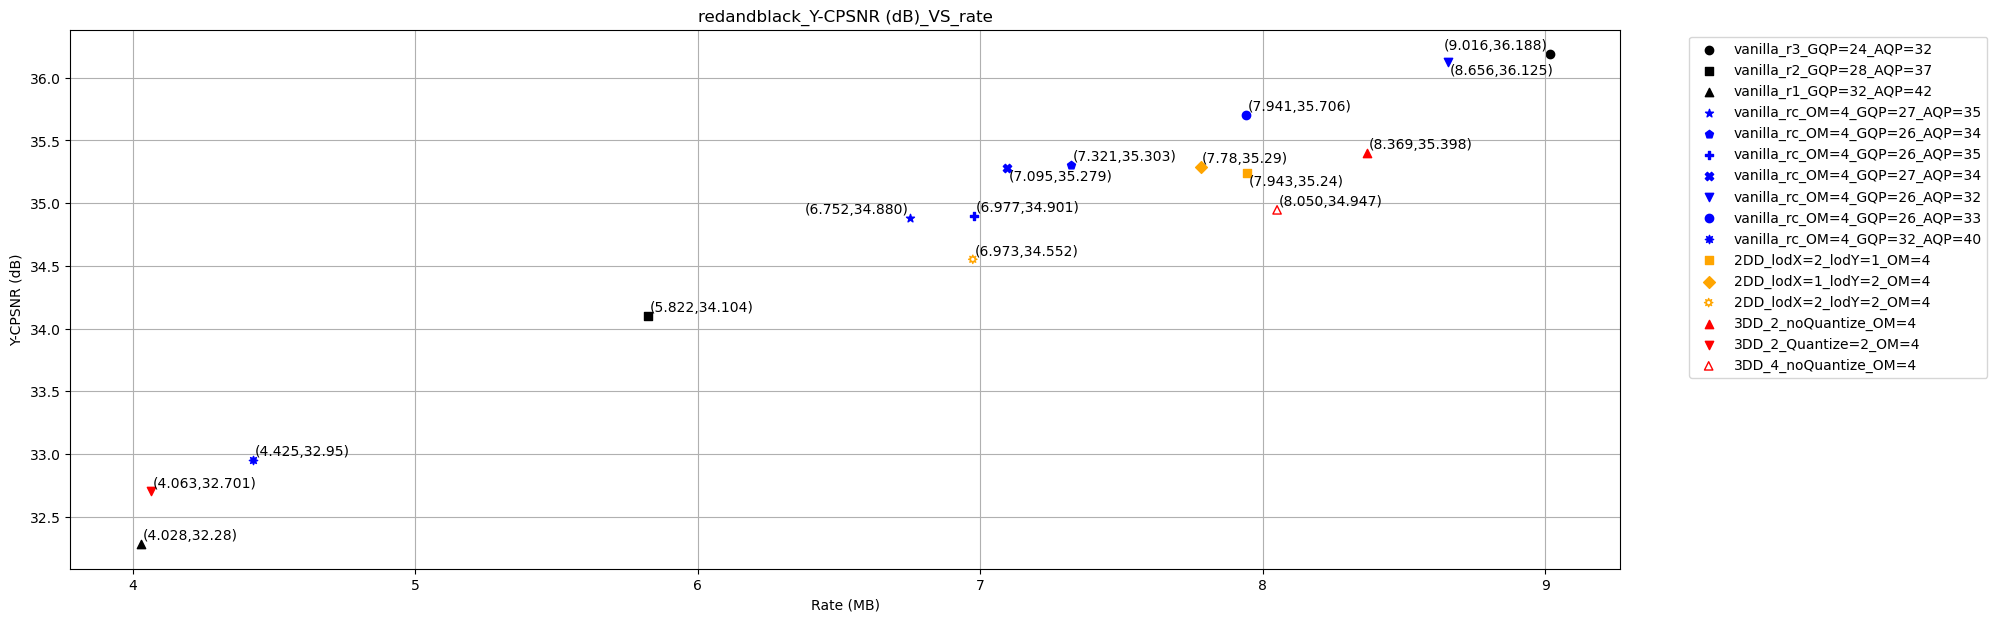 redandblack_Y-CPSNR (dB)_VS_rate
Y-CPSNR (dB)
36.0
35.5
35.0
34.5
34.0
33.5
33.0
32.5
(9.016,36.188)
(8.656,36.125)
(7.941,35.706)
(8.369,35.398)
(7.321,35.303)
(7.78,35.29)
(7.095,35.279)
(7.943,35.24)
(8.050,34.947)
(6.752,34.880)
(6.977,34.901)
(6.973,34.552)
(5.822,34.104)
(4.425,32.95)
(4.063,32.701)
(4.028,32.28)
4 5 6 7 8 9
Rate (MB)
vanilla_r3_GQP=24_AQP=32
vanilla_r2_GQP=28_AQP=37
vanilla_r1_GQP=32_AQP=42
vanilla_rc_OM=4_GQP=27_AQP=35
vanilla_rc_OM=4_GQP=26_AQP=34
vanilla_rc_OM=4_GQP=26_AQP=35
vanilla_rc_OM=4_GQP=27_AQP=34
vanilla_rc_OM=4_GQP=26_AQP=32
vanilla_rc_OM=4_GQP=26_AQP=33
vanilla_rc_OM=4_GQP=32_AQP=40
2DD_lodX=2_lodY=1_OM=4
2DD_lodX=1_lodY=2_OM=4
2DD_lodX=2_lodY=2_OM=4
3DD_2_noQuantize_OM=4
3DD_2_Quantize=2_OM=4
3DD_4_noQuantize_OM=4